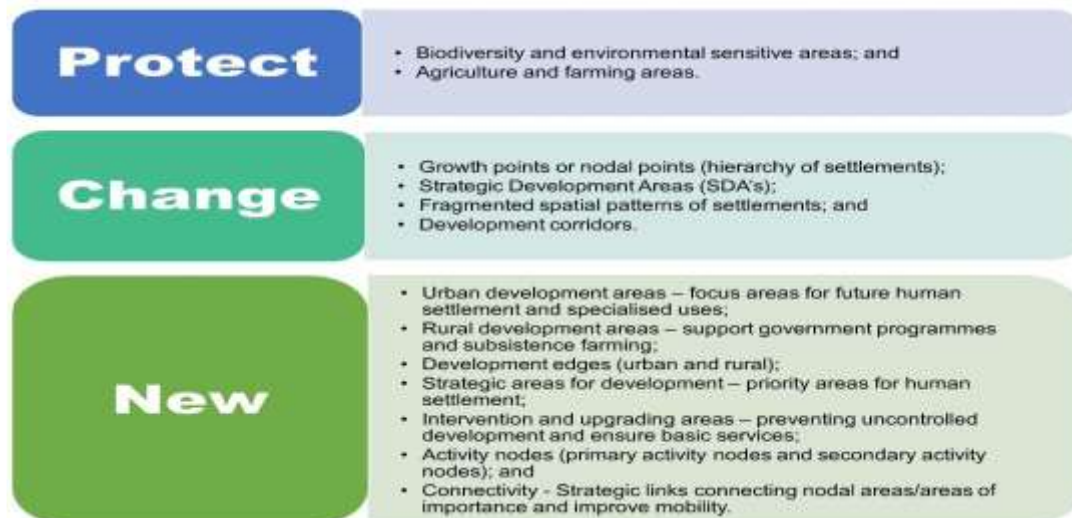 Protect
• Biodiversity and environmental sensitive areas; and
• Agriculture and farming areas.
Change
• Growth points or nodal points (hierarchy of settlements);
• Strategic Development Areas (SDA's);
• Fragmented spatial patterns of settlements; and
• Development corridors.
New
• Urban development areas – focus areas for future human
settlement and specialised uses;
• Rural development areas – support government programmes
and subsistence farming;
• Development edges (urban and rural);
• Strategic areas for development – priority areas for human
settlement;
• Intervention and upgrading areas – preventing uncontrolled
development and ensure basic services;
• Activity nodes (primary activity nodes and secondary activity
nodes); and
• Connectivity - Strategic links connecting nodal areas/areas of
importance and improve mobility.